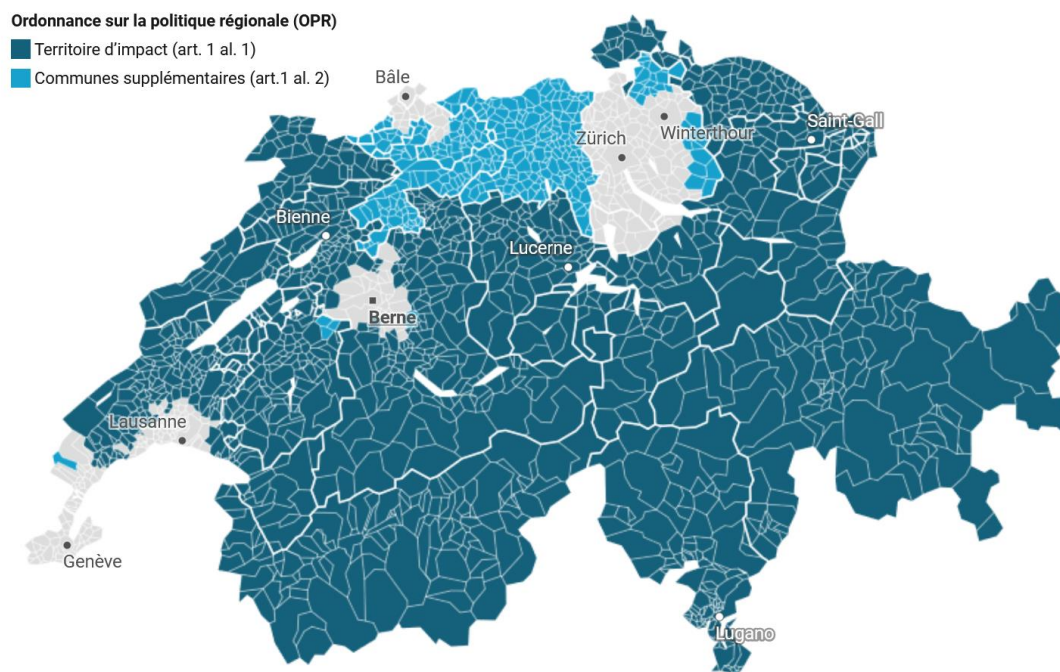 Ordonnance sur la politique régionale (OPR)
Territoire d’impact (art. 1 al. 1)
Communes supplémentaires (art.1 al. 2)
Bâle
Saint-Gall
Winterthour
Zürich
Bienne
Lucerne
Berne
Lausanne
Genève
Lugano